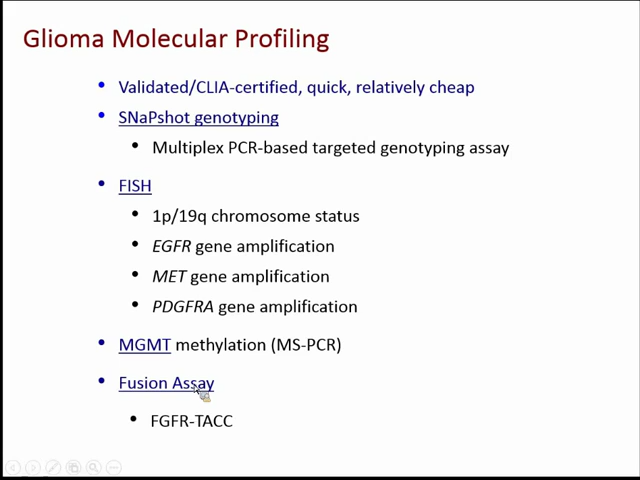 Glioma Molecular Profiling
Validated/CLIA-certified, quick, relatively cheap
SNaPshot genotyping
Multiplex PCR-based targeted genotyping assay
FISH
1p/19q chromosome status
EGFR gene amplification
MET gene amplification
PDGFRA gene amplification
MGMT methylation (MS-PCR)
Fusion Assay
FGFR-TACC